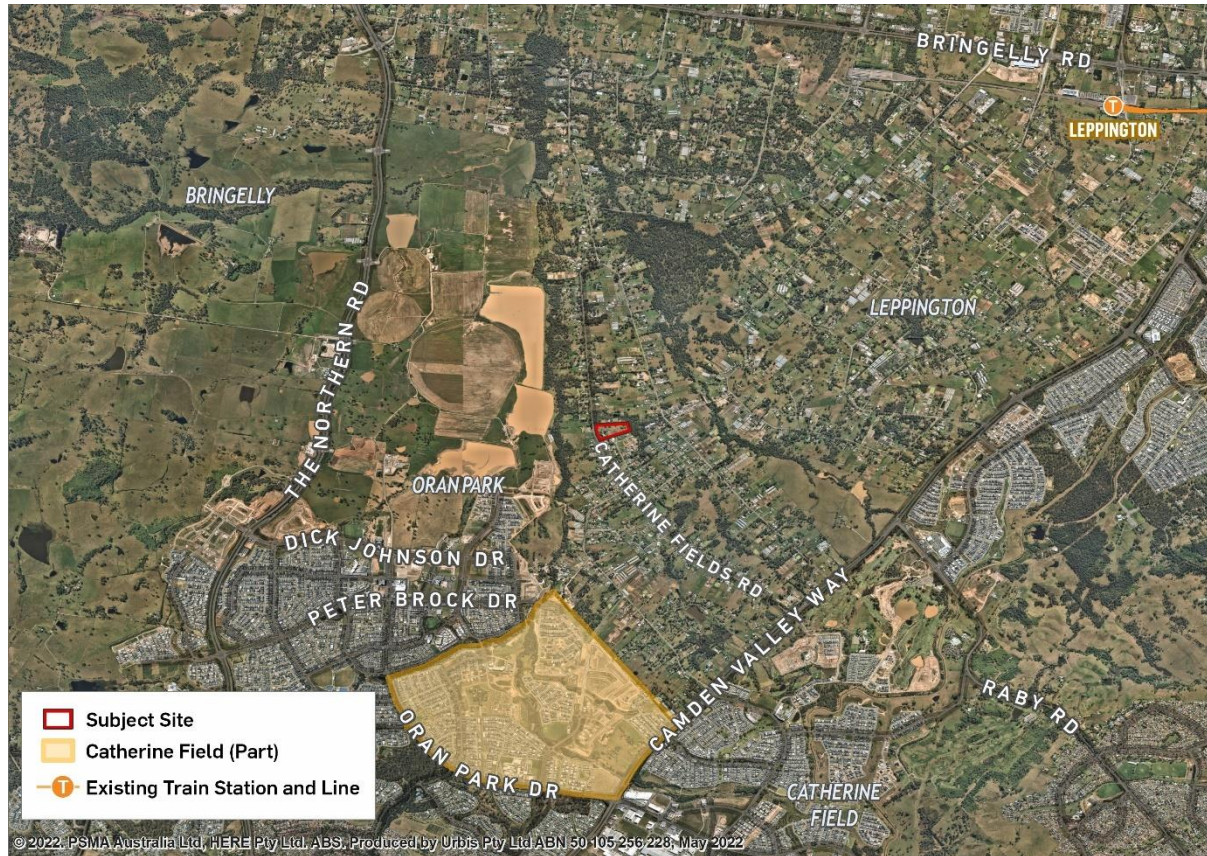 BRINGELLY RD
T
LEPPINGTON
BRINGELLY
THE NORTHERN RD
LEPPINGTON
ORAN PARK
CATHERINE FIELDS RD
DICK JOHNSON DR
PETER BROCK DR
CAMDEN VALLEY WAY
RABY RD
ORAN PARK DR
CATHERINE
FIELD
Subject Site
Catherine Field (Part)
T Existing Train Station and Line
© 2022. PSMA Australia Ltd, HERE Pty Ltd. ABS. Produced by Urbis Pty Ltd ABN 50 105 256 228, May 2022